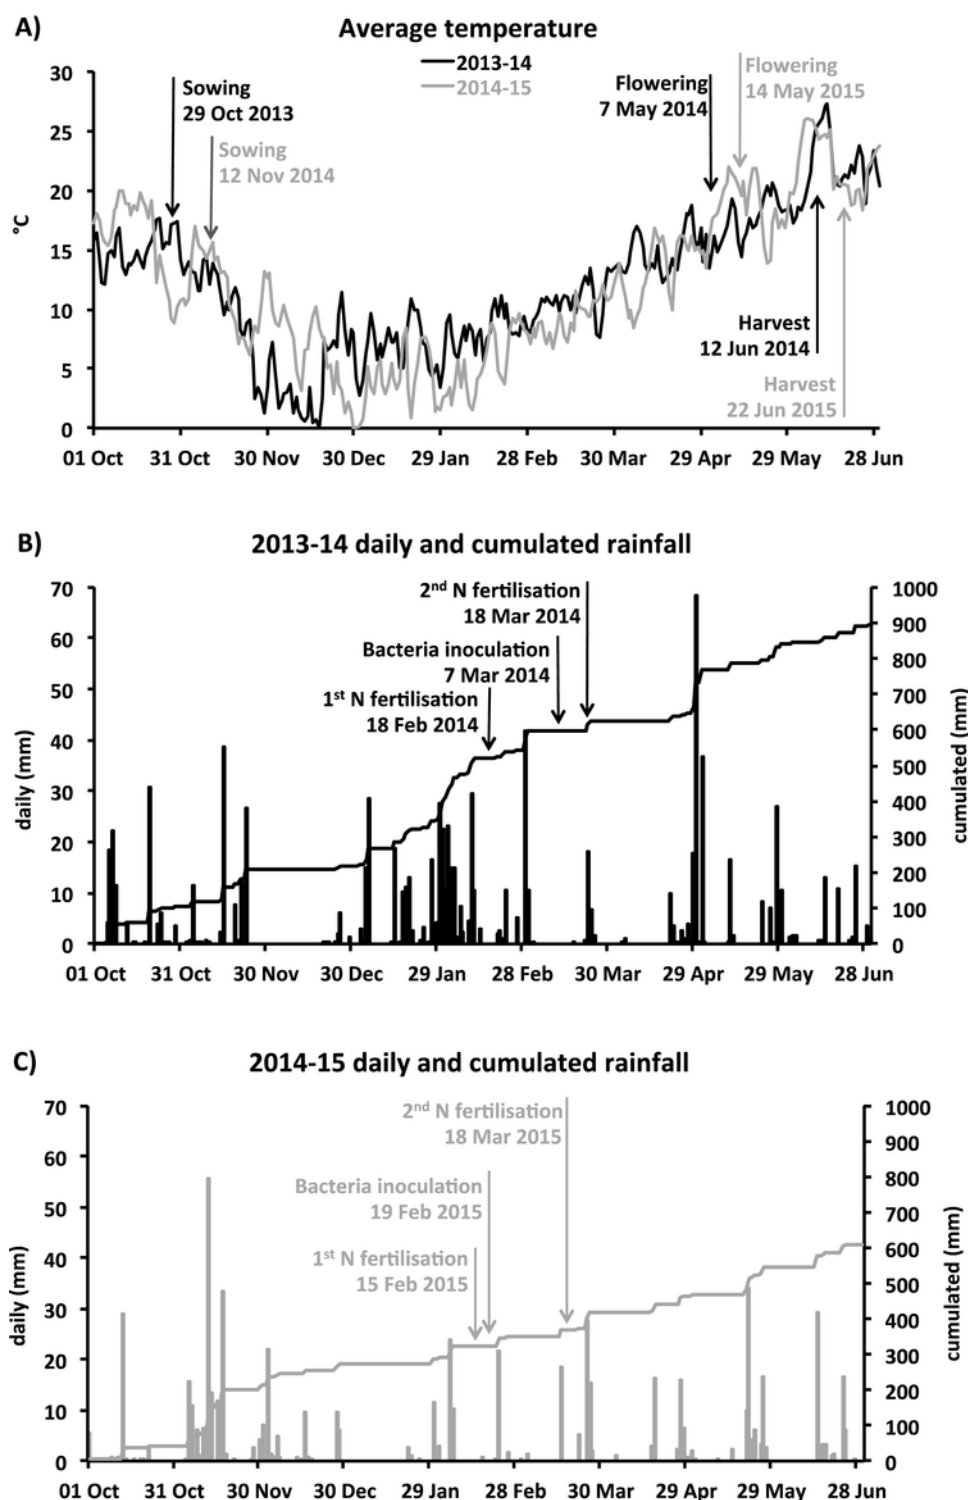 A)
Average temperature
2013-14
2014-15
30
25
20
15
10
5
0
°C
Sowing
29 Oct 2013
Sowing
12 Nov 2014
Flowering
7 May 2014
Flowering
14 May 2015
Harvest
12 Jun 2014
Harvest
22 Jun 2015
01 Oct 31 Oct 30 Nov 30 Dec 29 Jan 28 Feb 30 Mar 29 Apr 29 May 28 Jun
B)
2013-14 daily and cumulated rainfall
70
60
50
40
30
20
10
0
daily (mm)
2nd N fertilisation
18 Mar 2014
Bacteria inoculation
7 Mar 2014
1st N fertilisation
18 Feb 2014
1000
900
800
700
600
500
400
300
200
100
0
cumulated (mm)
01 Oct 31 Oct 30 Nov 30 Dec 29 Jan 28 Feb 30 Mar 29 Apr 29 May 28 Jun
C)
2014-15 daily and cumulated rainfall
70
60
50
40
30
20
10
0
daily (mm)
2nd N fertilisation
18 Mar 2015
Bacteria inoculation
19 Feb 2015
1st N fertilisation
15 Feb 2015
1000
900
800
700
600
500
400
300
200
100
0
cumulated (mm)
01 Oct 31 Oct 30 Nov 30 Dec 29 Jan 28 Feb 30 Mar 29 Apr 29 May 28 Jun